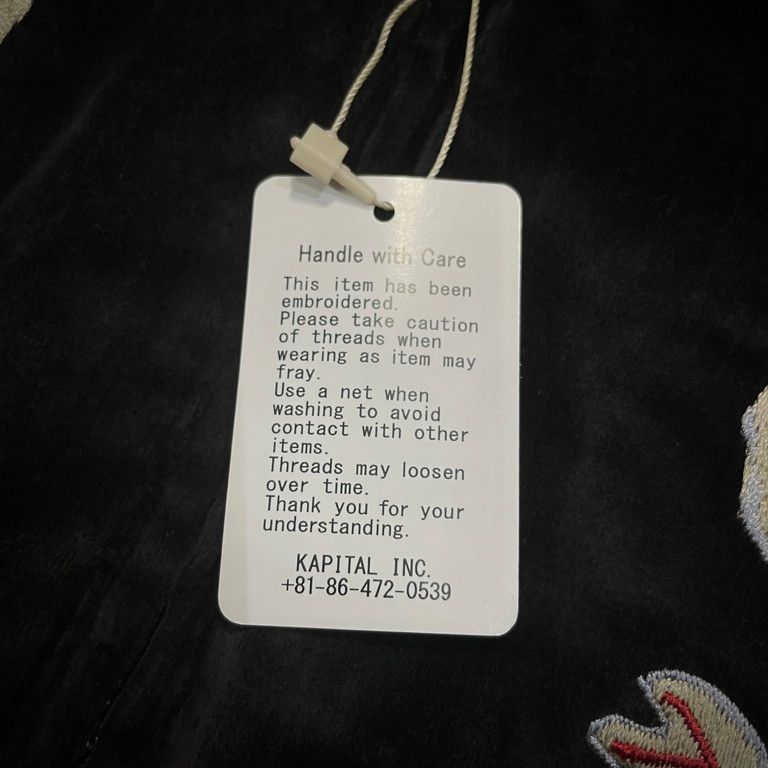 Handle with Care
This item has been
embroidered.
Please take caution
of threads when
wearing as item may
fray.
Use a net when
washing to avoid
contact with other
items.
Threads may loosen
over time.
Thank you for your
understanding.
KAPITAL INC.
+81-86-472-0539